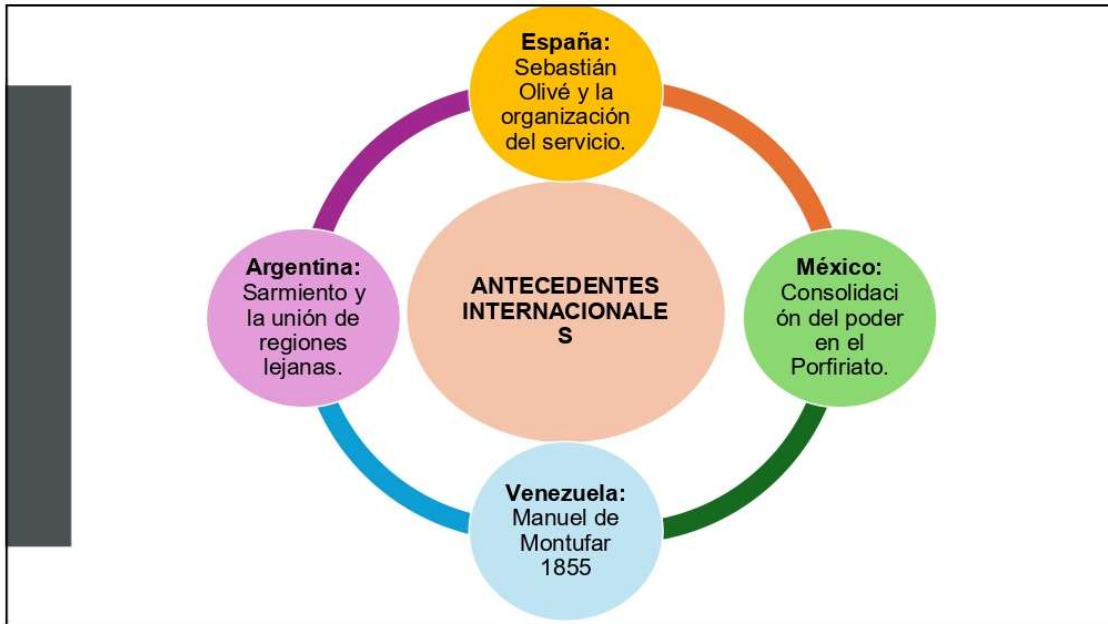 España:
Sebastián
Olivé y la
organización
del servicio.
Argentina:
Sarmiento y
la unión de
regiones
lejanas.
ANTECEDENTES
INTERNACIONALE
S
México:
Consolidaci
ón del poder
en el
Porfiriato.
Venezuela:
Manuel de
Montufar
1855